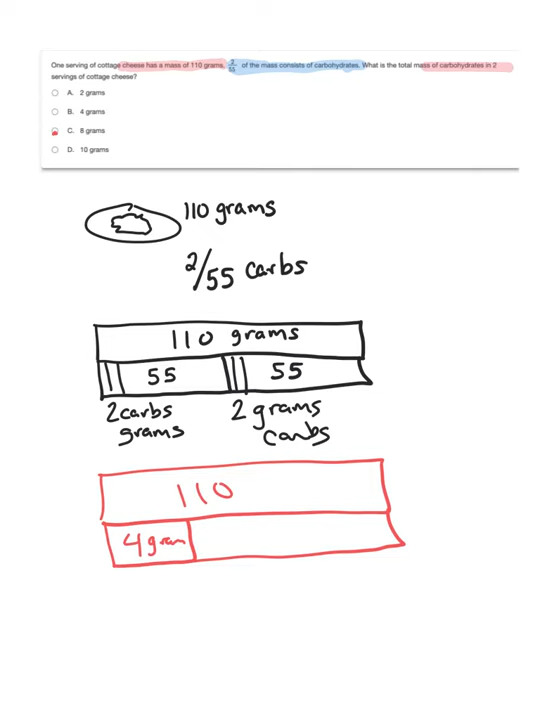 One serving of cottage cheese has a mass of 110 grams. 2/55 of the mass consists of carbohydrates. What is the total mass of carbohydrates in 2
servings of cottage cheese?
A. 2 grams
B. 4 grams
C. 8 grams
D. 10 grams
110 grams
2/55 carbs
110 grams
55 55
2 carbs 2 grams
grams carbs
110
4 gram